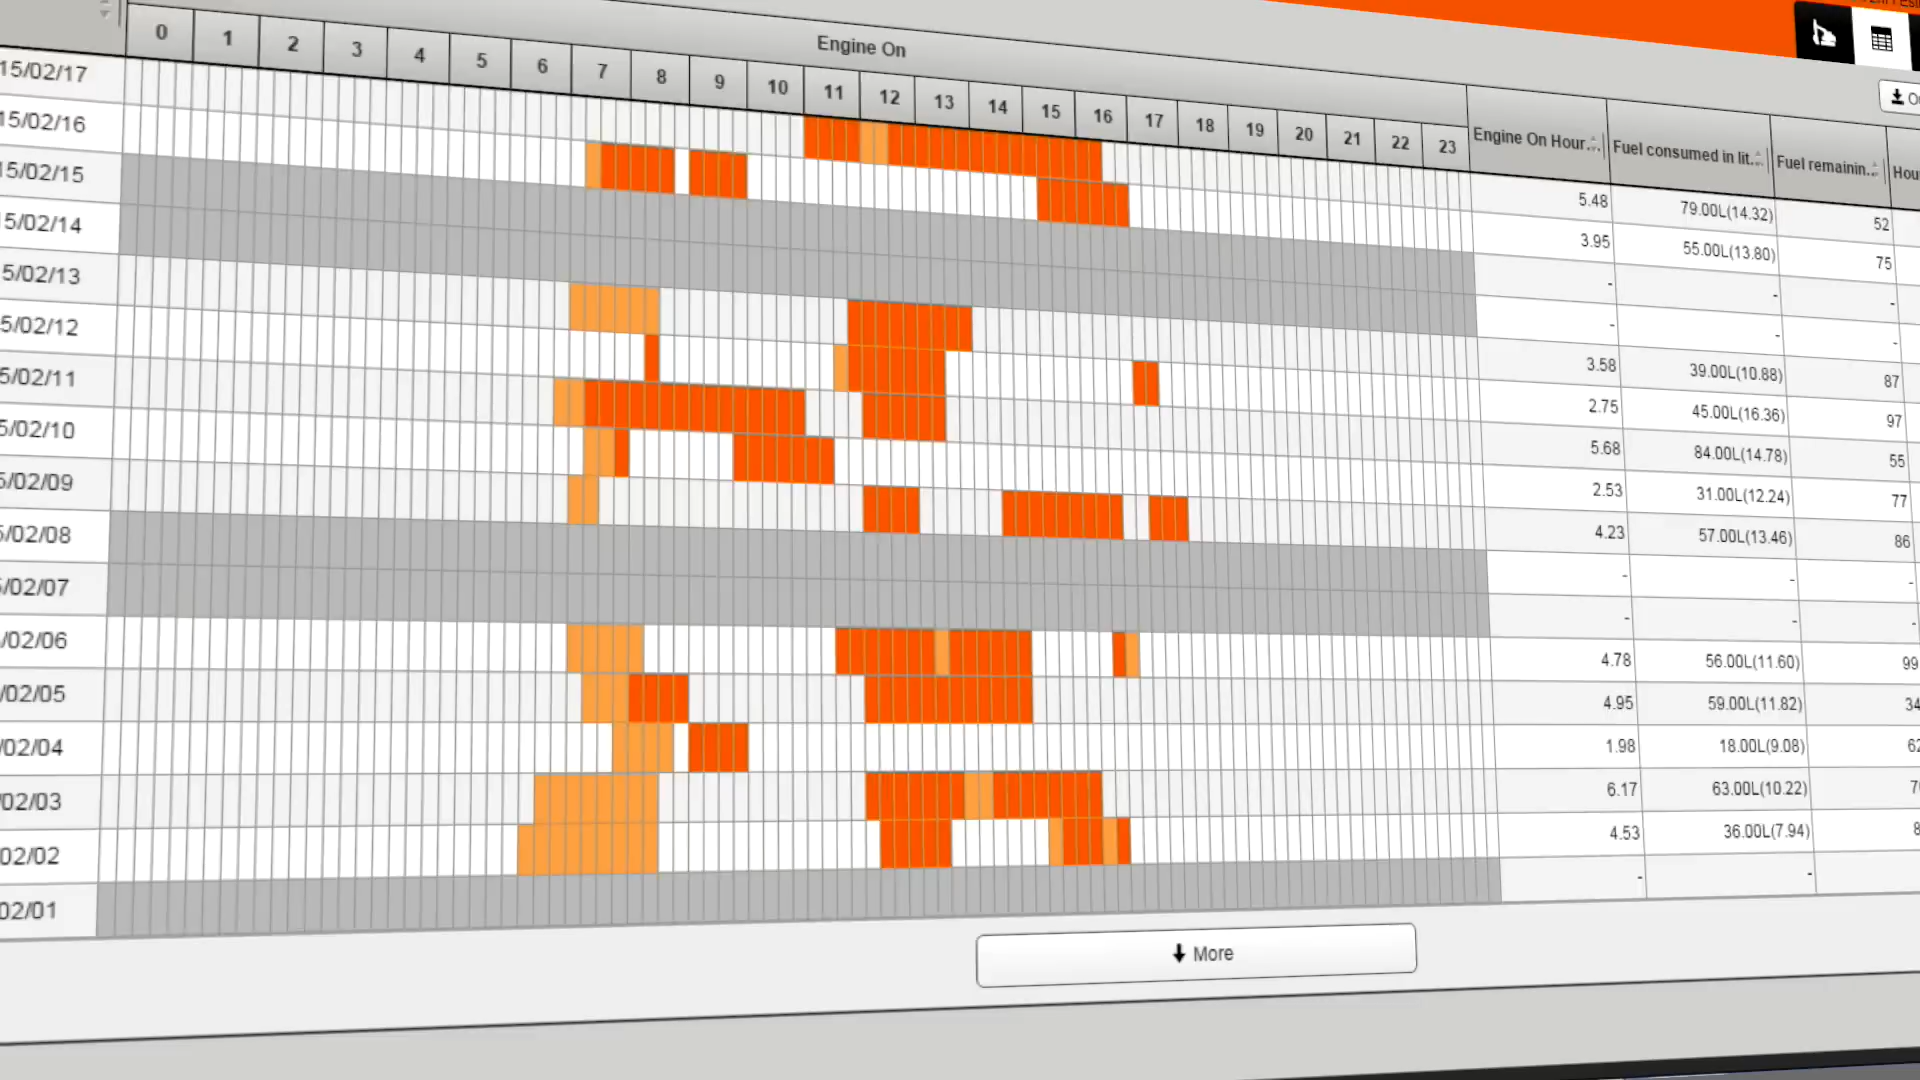 Engine On
0 1 2 3 4 5 6 7 8 9 10 11 12 13 14 15 16 17 18 19 20 21 22 23
Engine On Hour... Fuel consumed in lit... Fuel remainin... Hou
15/02/17 5.48 79.00L(14.32) 52
15/02/16 3.95 55.00L(13.80) 75
15/02/15 - - -
5/02/14 - - -
5/02/13 3.58 39.00L(10.88) 87
5/02/12 2.75 45.00L(16.36) 97
5/02/11 5.68 84.00L(14.78) 55
5/02/10 2.53 31.00L(12.24) 77
5/02/09 4.23 57.00L(13.46) 86
5/02/08 - - -
5/02/07 - - -
/02/06 4.78 56.00L(11.60) 99
/02/05 4.95 59.00L(11.82) 34
/02/04 1.98 18.00L(9.08) 62
02/03 6.17 63.00L(10.22) 7
02/02 4.53 36.00L(7.94) 8
02/01 - -
More